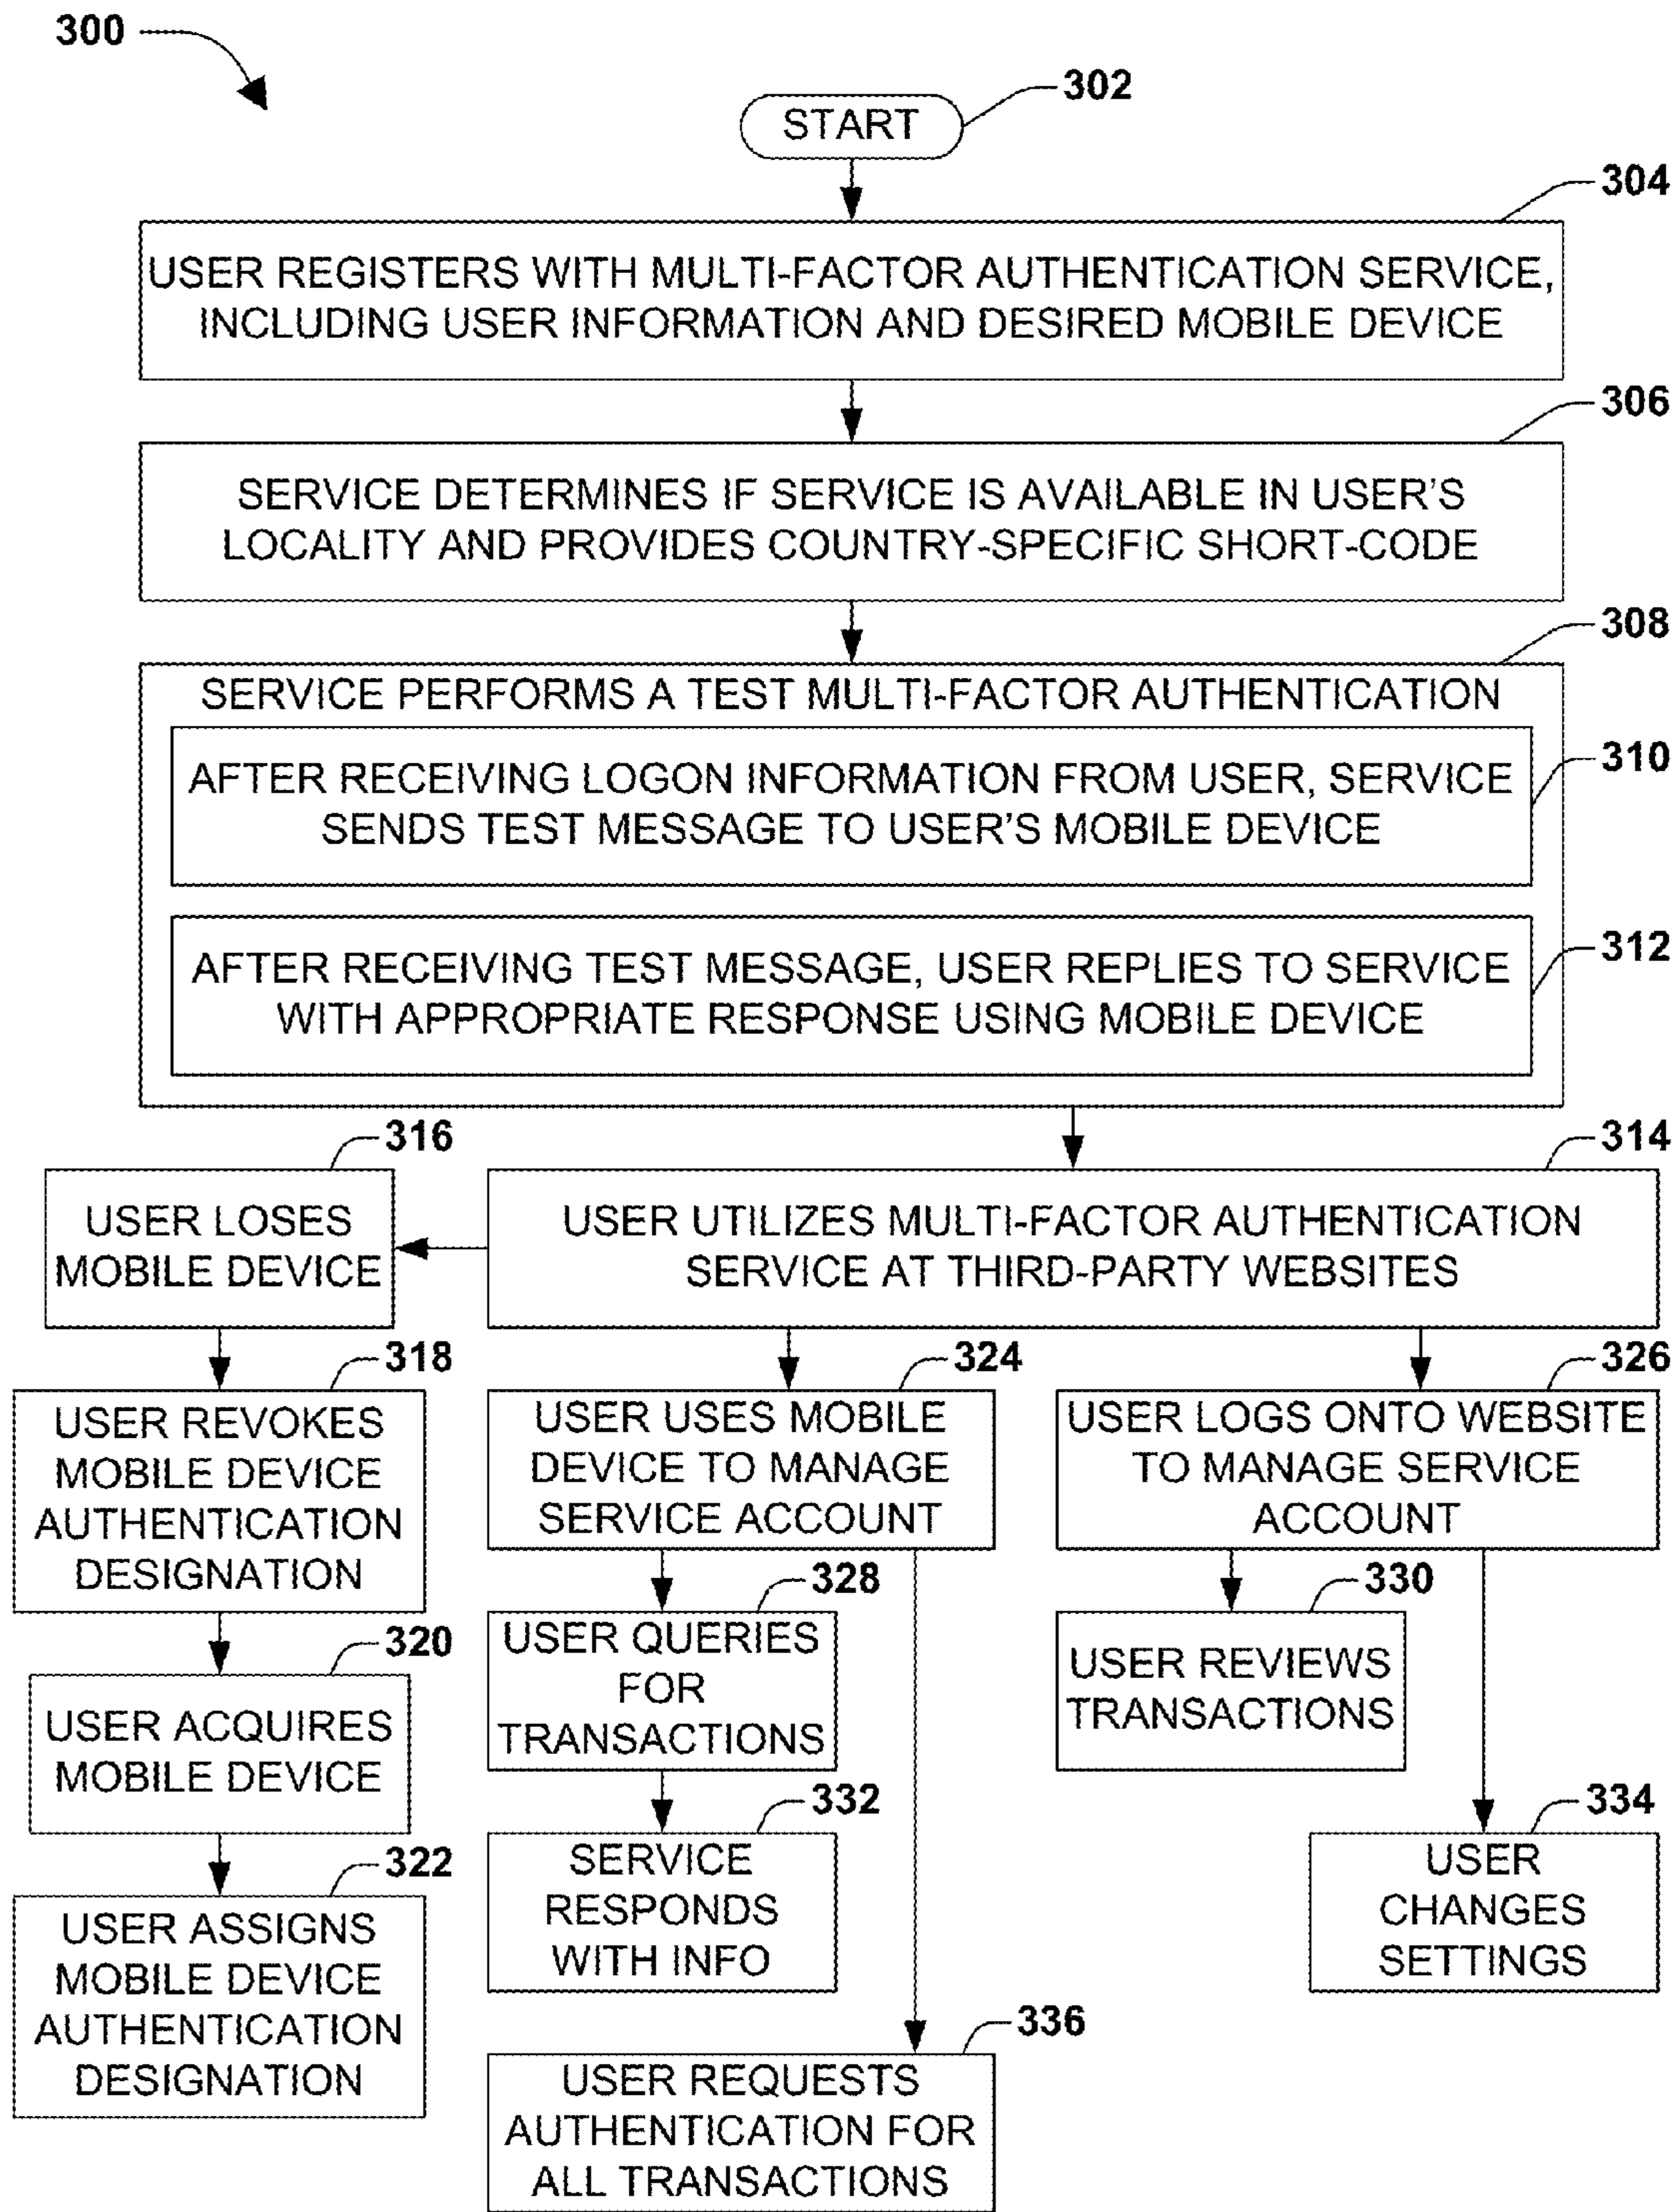 300
302
START
304
USER REGISTERS WITH MULTI-FACTOR AUTHENTICATION SERVICE,
INCLUDING USER INFORMATION AND DESIRED MOBILE DEVICE
306
SERVICE DETERMINES IF SERVICE IS AVAILABLE IN USER'S
LOCALITY AND PROVIDES COUNTRY-SPECIFIC SHORT-CODE
308
SERVICE PERFORMS A TEST MULTI-FACTOR AUTHENTICATION
310
AFTER RECEIVING LOGON INFORMATION FROM USER, SERVICE
SENDS TEST MESSAGE TO USER'S MOBILE DEVICE
312
AFTER RECEIVING TEST MESSAGE, USER REPLIES TO SERVICE
WITH APPROPRIATE RESPONSE USING MOBILE DEVICE
314
USER UTILIZES MULTI-FACTOR AUTHENTICATION
SERVICE AT THIRD-PARTY WEBSITES
316
USER LOSES
MOBILE DEVICE
318
USER REVOKES
MOBILE DEVICE
AUTHENTICATION
DESIGNATION
320
USER ACQUIRES
MOBILE DEVICE
322
USER ASSIGNS
MOBILE DEVICE
AUTHENTICATION
DESIGNATION
324
USER USES MOBILE
DEVICE TO MANAGE
SERVICE ACCOUNT
328
USER QUERIES
FOR
TRANSACTIONS
332
SERVICE
RESPONDS
WITH INFO
336
USER REQUESTS
AUTHENTICATION FOR
ALL TRANSACTIONS
326
USER LOGS ONTO WEBSITE
TO MANAGE SERVICE
ACCOUNT
330
USER REVIEWS
TRANSACTIONS
334
USER
CHANGES
SETTINGS